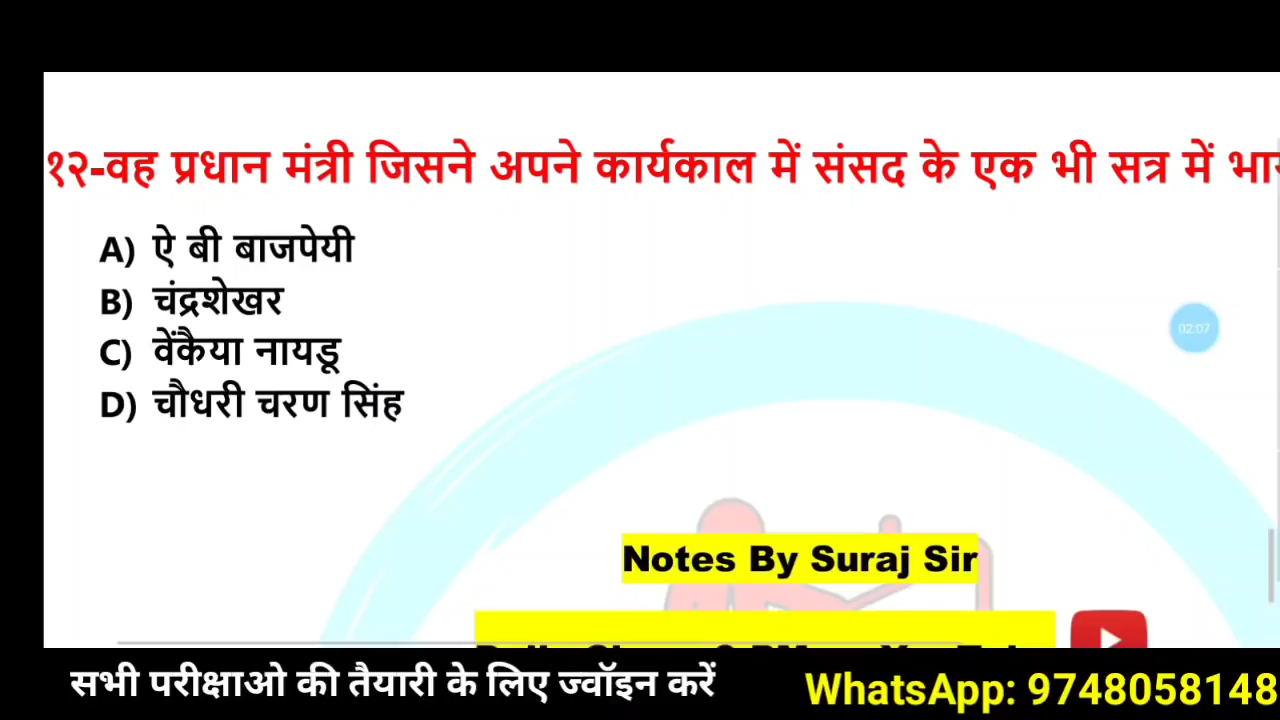 १२-वह प्रधान मंत्री जिसने अपने कार्यकाल में संसद के एक भी सत्र में
A) ऐ बी बाजपेयी
B) चंद्रशेखर
02:07
C) वेंकैया नायडू
D) चौधरी चरण सिंह
Notes By Suraj Sir
सभी परीक्षाओ की तैयारी के लिए ज्वॉइन करें
WhatsApp: 9748058148